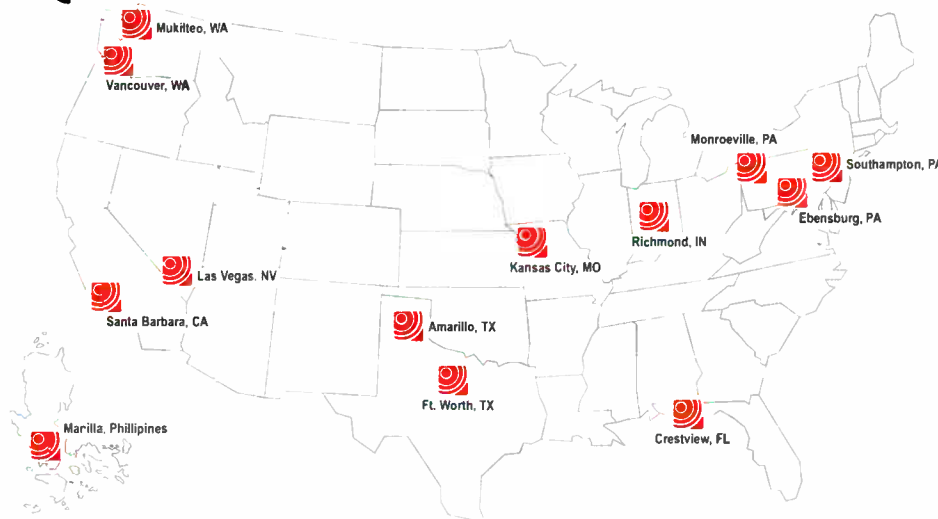 Mukilteo, WA
Vancouver, WA
Monroeville, PA
Southampton, PA
Ebensburg, PA
Richmond, IN
Kansas City, MO
Las Vegas, NV
Santa Barbara, CA
Amarillo, TX
Ft. Worth, TX
Crestview, FL
Marilla, Phillipines